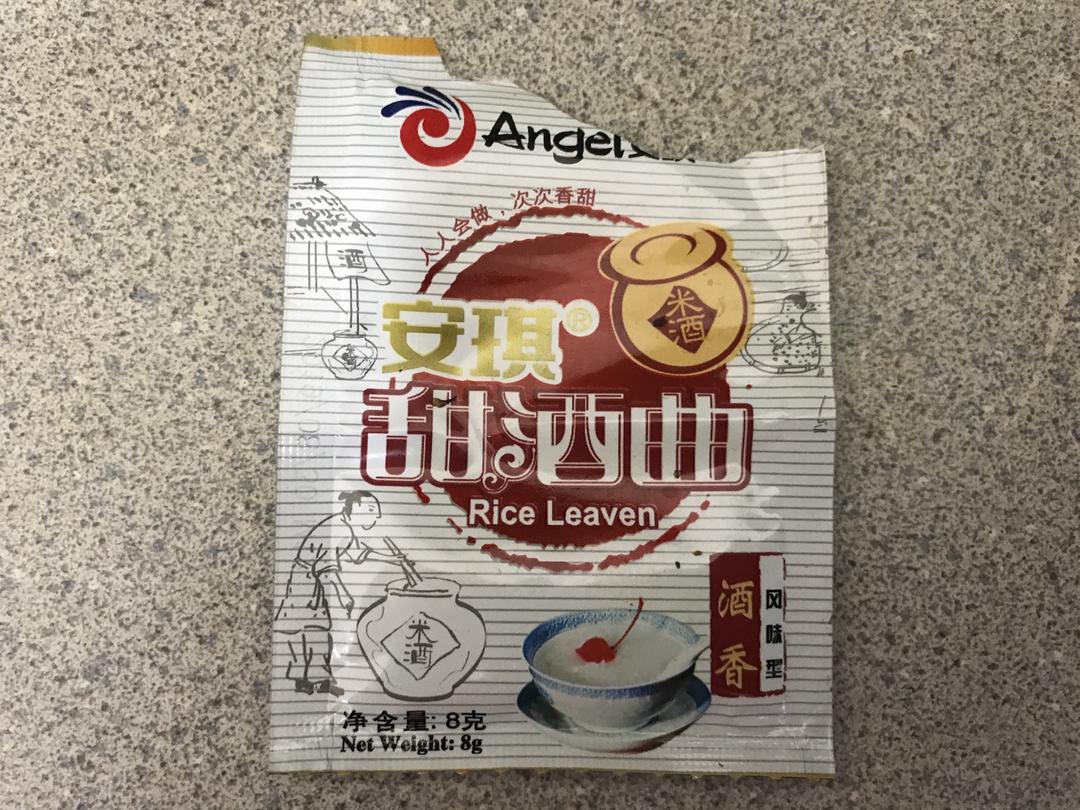 Angel
人人会做，次次香甜
酒
米酒
安琪®
甜酒曲
Rice Leaven
酒香
风味型
米酒
净含量: 8克
Net Weight: 8g